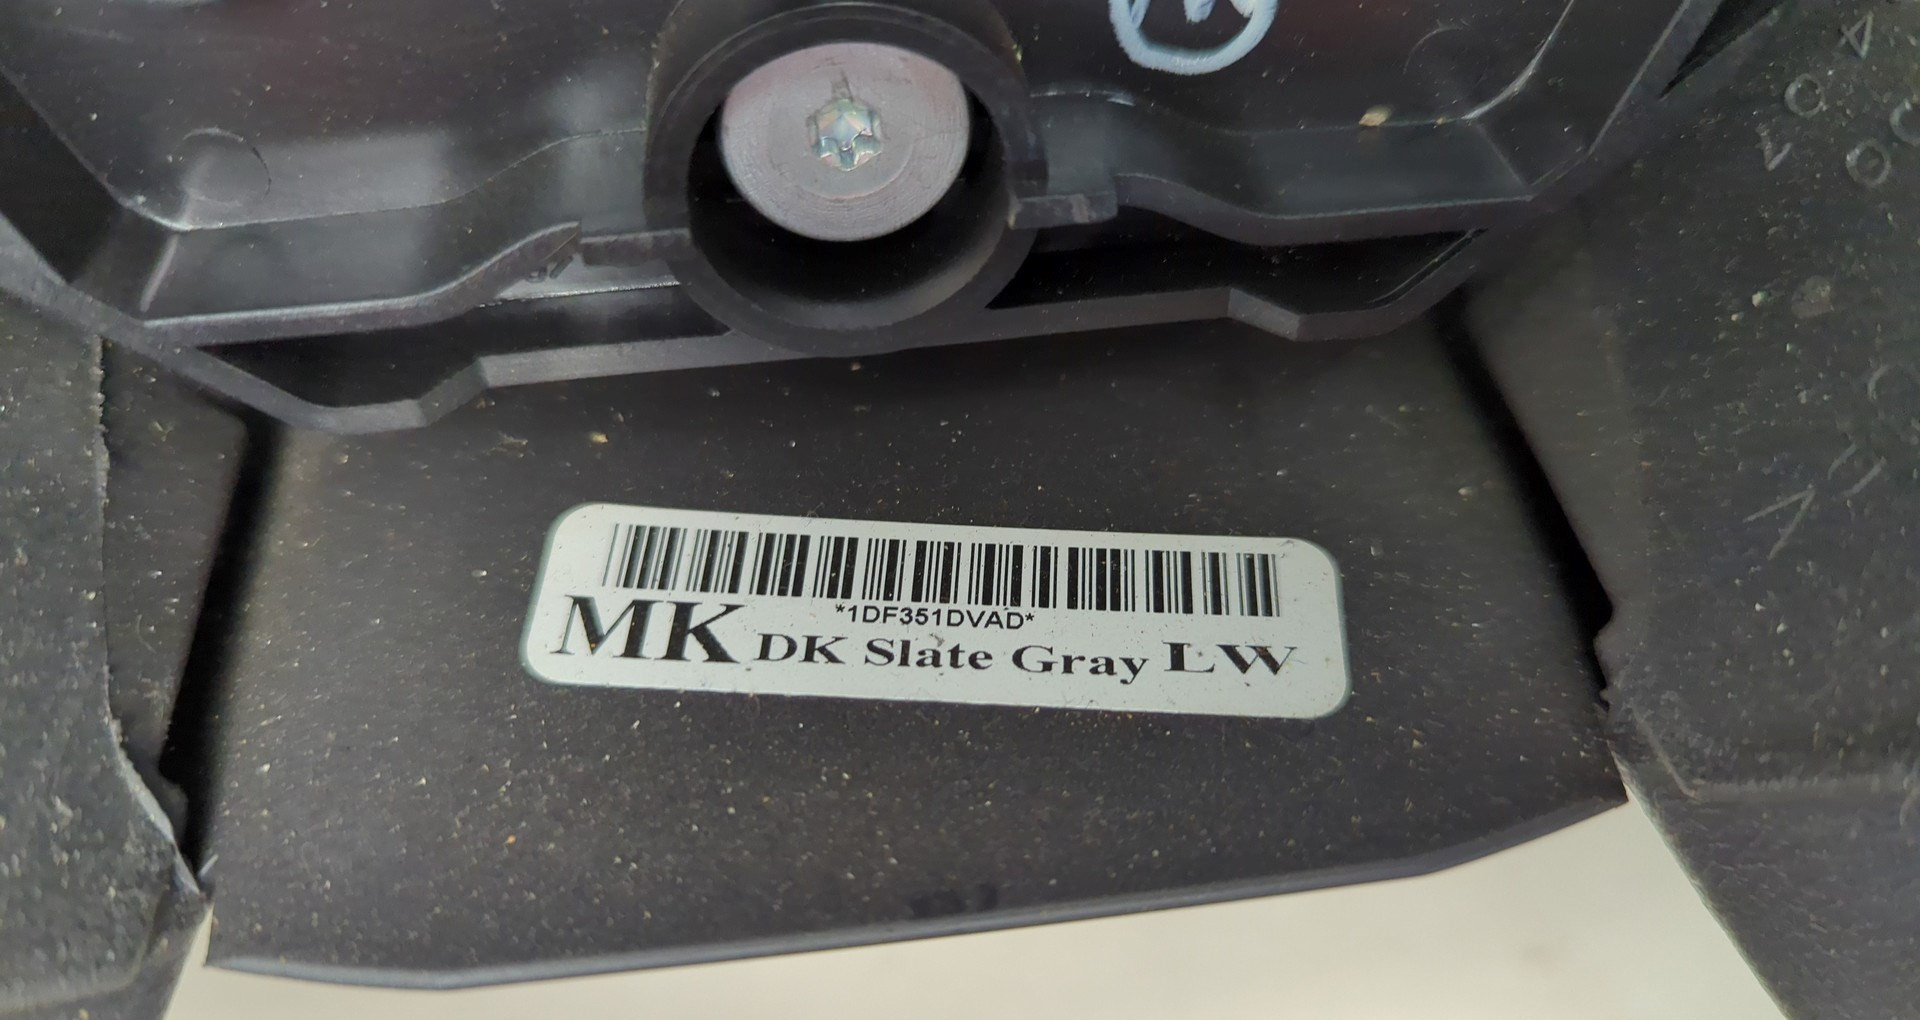 *1DF351DVAD*
MK DK Slate Gray LW